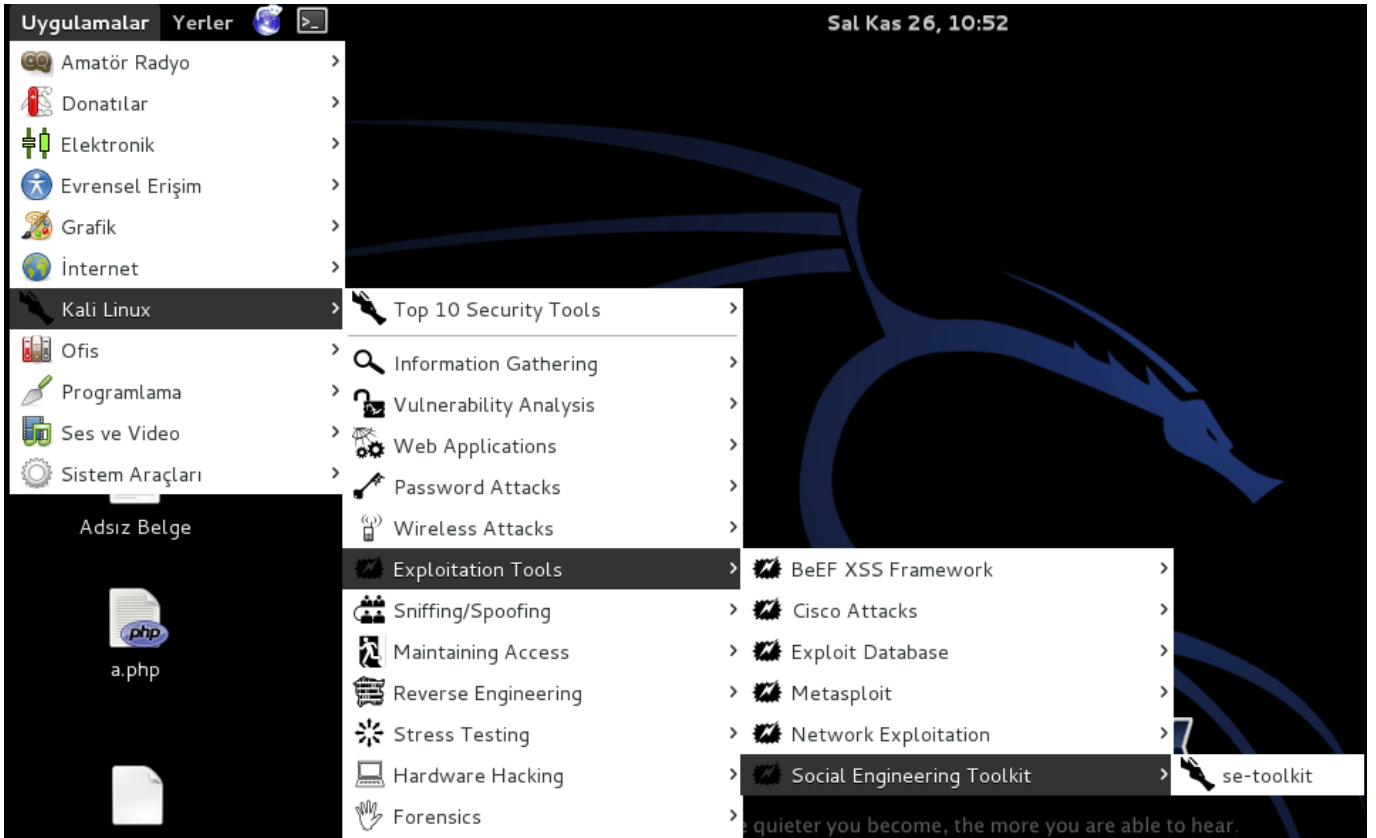 Uygulamalar Yerler Sal Kas 26, 10:52
Amatör Radyo
Donatılar
Elektronik
Evrensel Erişim
Grafik
İnternet
Kali Linux
Ofis
Programlama
Ses ve Video
Sistem Araçları
Adsız Belge
php
a.php
Top 10 Security Tools
Information Gathering
Vulnerability Analysis
Web Applications
Password Attacks
Wireless Attacks
Exploitation Tools
Sniffing/Spoofing
Maintaining Access
Reverse Engineering
Stress Testing
Hardware Hacking
Forensics
BeEF XSS Framework
Cisco Attacks
Exploit Database
Metasploit
Network Exploitation
Social Engineering Toolkit
se-toolkit
quieter you become, the more you are able to hear.